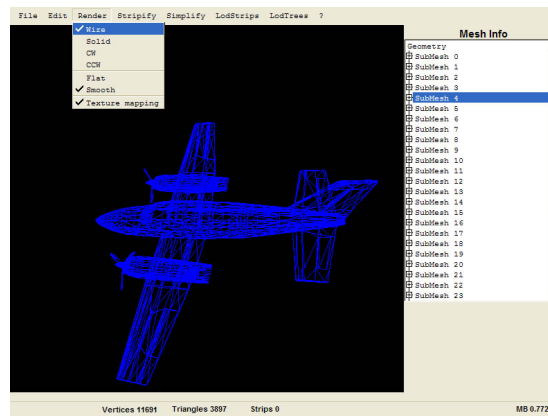 File Edit Render Stripify Simplify LodStrips LodTrees ?
Wire
Solid
CW
CCW
Flat
Smooth
Texture mapping
Mesh Info
Geometry
SubMesh 0
SubMesh 1
SubMesh 2
SubMesh 3
SubMesh 4
SubMesh 5
SubMesh 6
SubMesh 7
SubMesh 8
SubMesh 9
SubMesh 10
SubMesh 11
SubMesh 12
SubMesh 13
SubMesh 14
SubMesh 15
SubMesh 16
SubMesh 17
SubMesh 18
SubMesh 19
SubMesh 20
SubMesh 21
SubMesh 22
SubMesh 23
Vertices 11691 Triangles 3897 Strips 0 MB 0.772